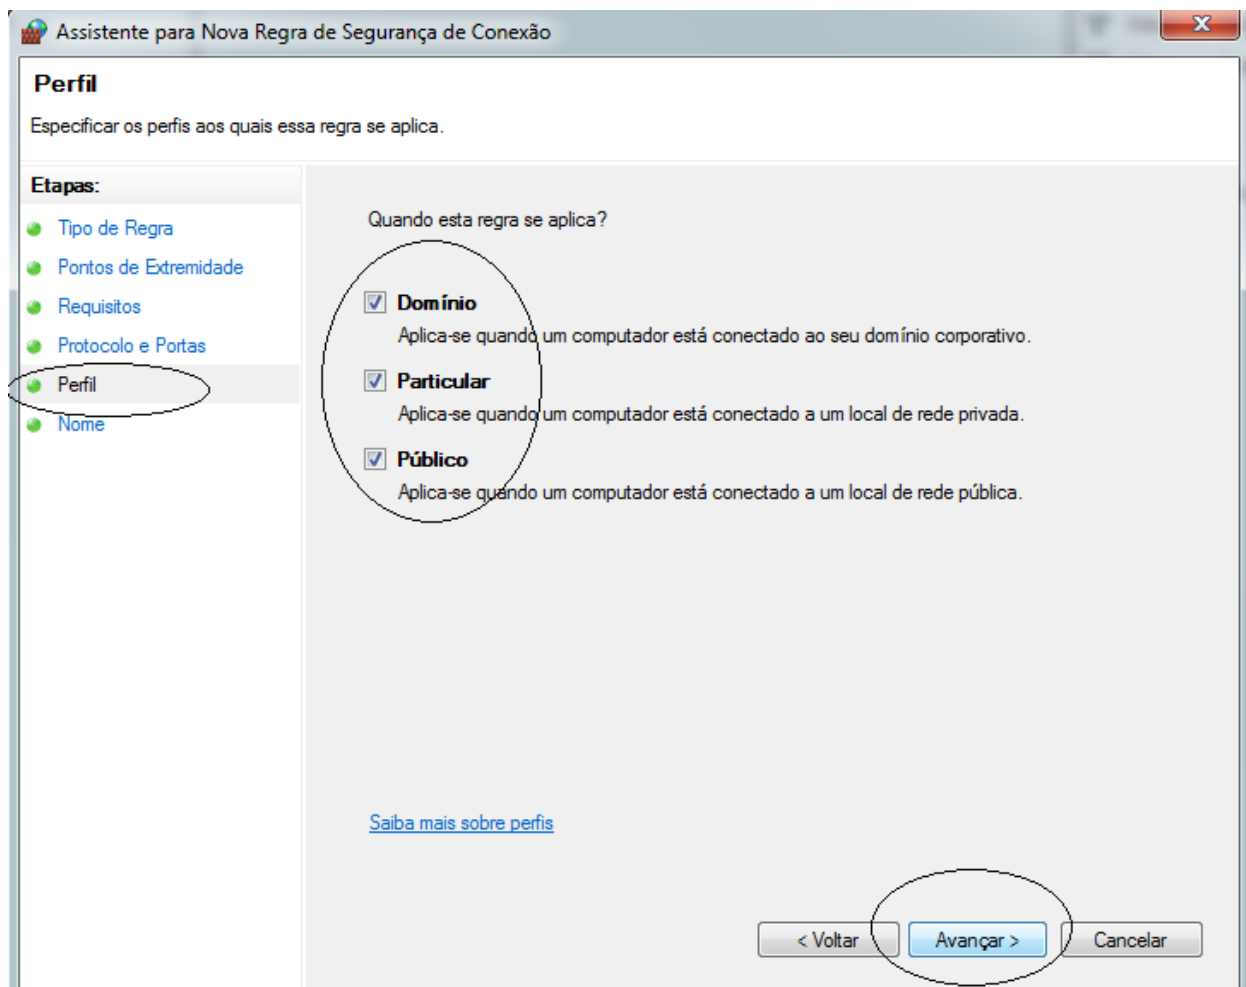 Assistente para Nova Regra de Segurança de Conexão
X
Perfil
Especificar os perfis aos quais essa regra se aplica.
Etapas:
Tipo de Regra
Pontos de Extremidade
Requisitos
Protocolo e Portas
Perfil
Nome
Quando esta regra se aplica?
Domínio
Aplica-se quando um computador está conectado ao seu domínio corporativo.
Particular
Aplica-se quando um computador está conectado a um local de rede privada.
Público
Aplica-se quando um computador está conectado a um local de rede pública.
Saiba mais sobre perfis
< Voltar
Avançar >
Cancelar